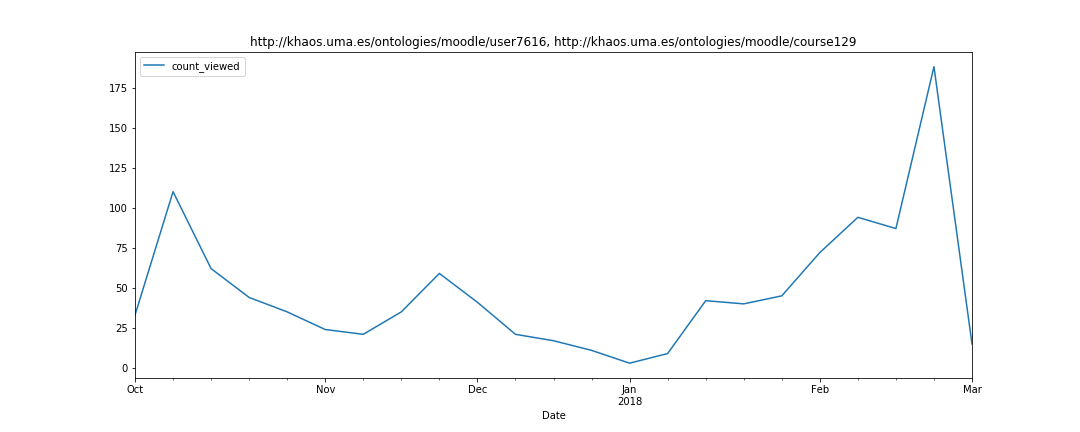 http://khaos.uma.es/ontologies/moodle/user7616, http://khaos.uma.es/ontologies/moodle/course129
count_viewed
175
150
125
100
75
50
25
0
Oct Nov Dec Jan Feb Mar
2018
Date